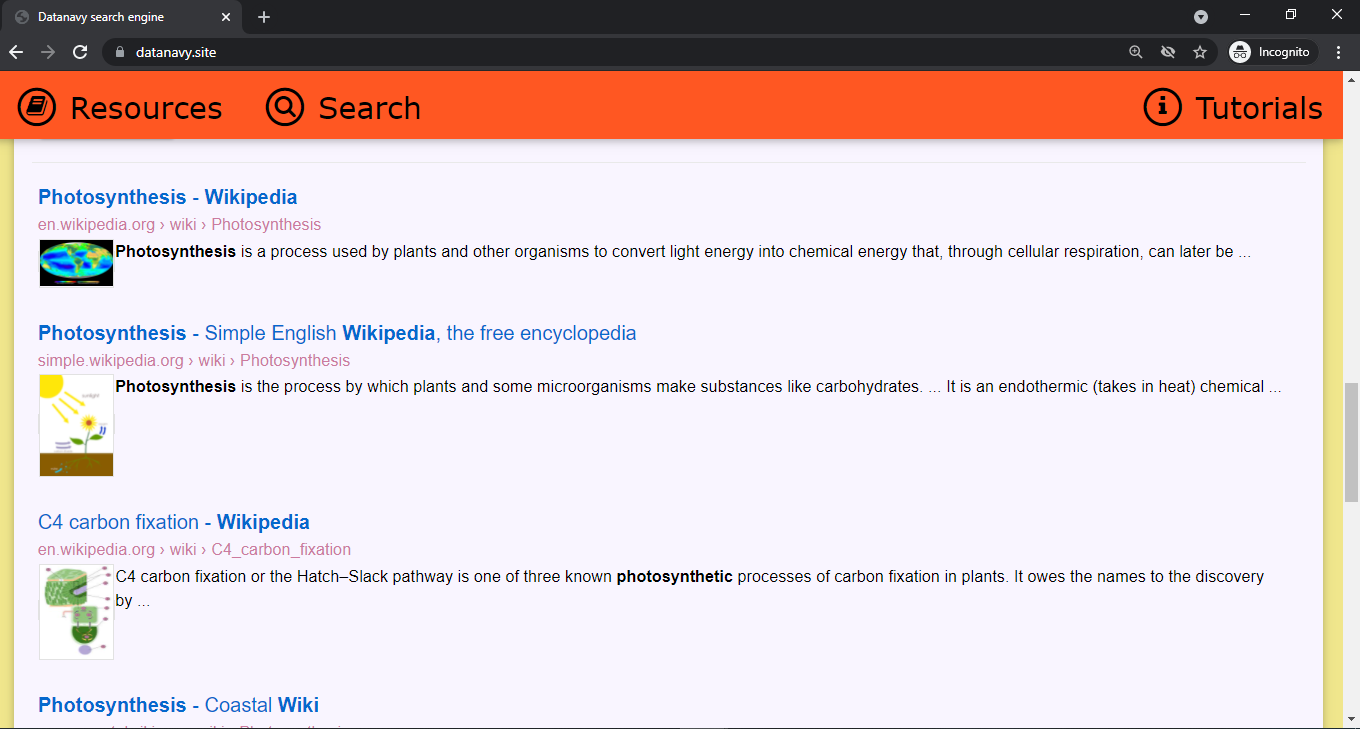 Datanavy search engine
datanavy.site
Incognito
Resources Search Tutorials
Photosynthesis - Wikipedia
en.wikipedia.org › wiki › Photosynthesis
Photosynthesis is a process used by plants and other organisms to convert light energy into chemical energy that, through cellular respiration, can later be ...
Photosynthesis - Simple English Wikipedia, the free encyclopedia
simple.wikipedia.org › wiki › Photosynthesis
Photosynthesis is the process by which plants and some microorganisms make substances like carbohydrates. ... It is an endothermic (takes in heat) chemical ...
C4 carbon fixation - Wikipedia
en.wikipedia.org › wiki › C4_carbon_fixation
C4 carbon fixation or the Hatch–Slack pathway is one of three known photosynthetic processes of carbon fixation in plants. It owes the names to the discovery
by ...
Photosynthesis - Coastal Wiki